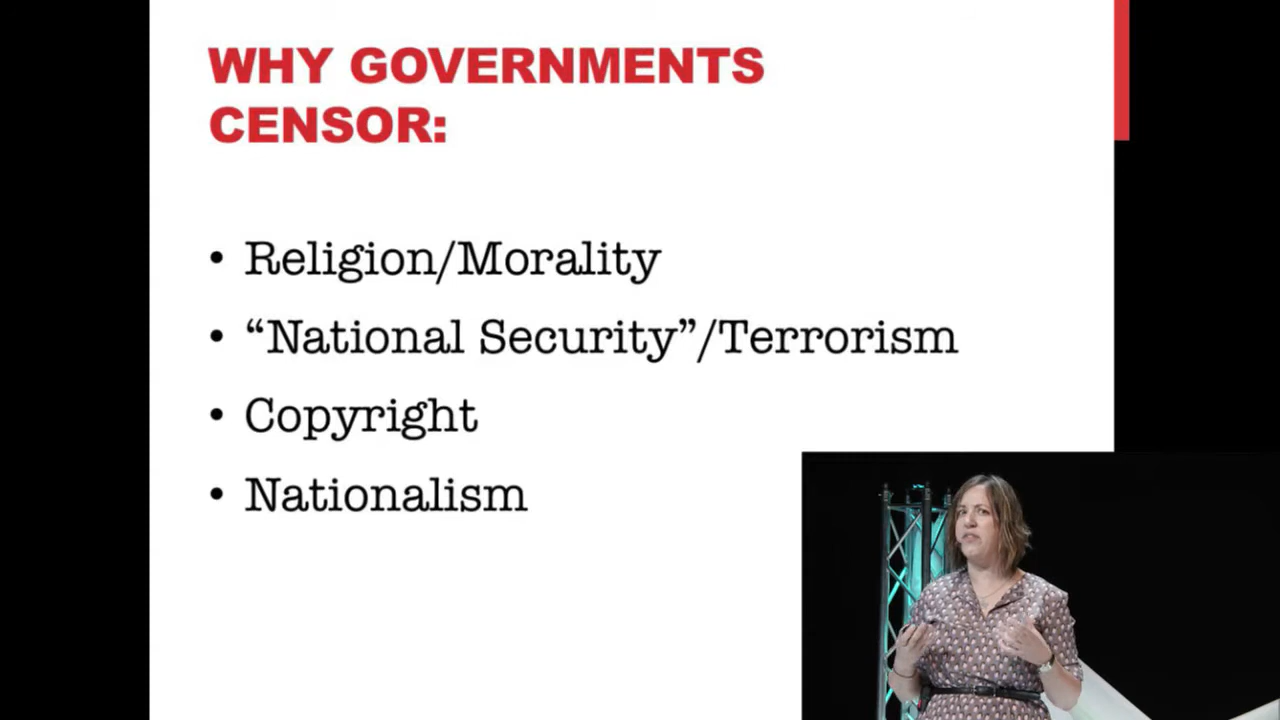 WHY GOVERNMENTS
CENSOR:
• Religion/Morality
• “National Security”/Terrorism
• Copyright
• Nationalism